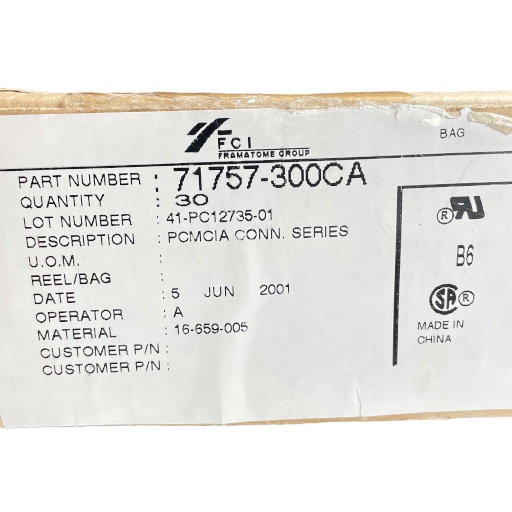 FCI
FRAMATOME GROUP
BAG
PART NUMBER : 71757-300CA
QUANTITY : 30
LOT NUMBER : 41-PC12735-01
DESCRIPTION : PCMCIA CONN. SERIES
U.O.M. :
REEL/BAG :
DATE : 5 JUN 2001
OPERATOR : A
MATERIAL : 16-659-005
CUSTOMER P/N :
CUSTOMER P/N :
®
B6
SA ®
MADE IN
CHINA